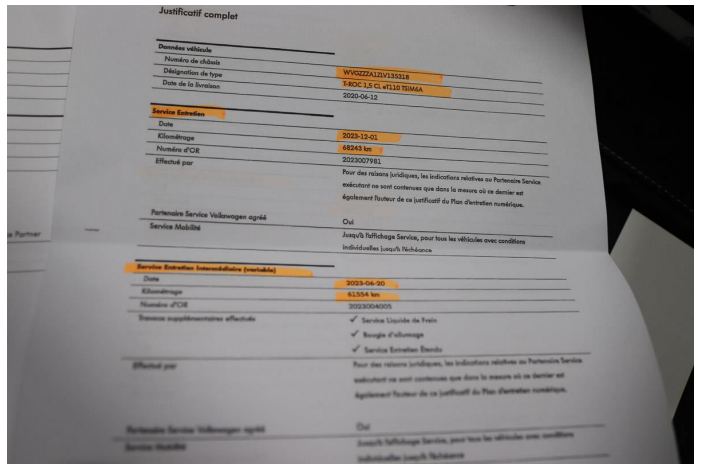 Justificatif complet
Données véhicule
Numéro de châssis WVGZZZA1ZLV135318
Désignation de type T-ROC 1,5 CL eT110 TSIM6A
Date de la livraison 2020-06-12
Service Entretien
Date 2023-12-01
Kilométrage 68243 km
Numéro d'OR 2023007981
Effectué par Pour des raisons juridiques, les indications relatives au Partenaire Service
exécutant ne sont contenues que dans la mesure où ce dernier est
également l'auteur de ce justificatif du Plan d'entretien numérique.
Partenaire Service Volkswagen agréé Oui
Service Mobilité Jusqu'à l'affichage Service, pour tous les véhicules avec conditions
individuelles jusqu'à l'échéance
e Partner
Service Entretien Intermédiaire (variable)
Date 2023-06-20
Kilométrage 61554 km
Numéro d'OR 2023004005
Travaux supplémentaires effectués ✓ Service Liquide de Frein
✓ Bougie d'allumage
✓ Service Entretien Étendu
Effectué par Pour des raisons juridiques, les indications relatives au Partenaire Service
exécutant ne sont contenues que dans la mesure où ce dernier est
également l'auteur de ce justificatif du Plan d'entretien numérique.
Partenaire Service Volkswagen agréé Oui
Service Mobilité Jusqu'à l'affichage Service, pour tous les véhicules avec conditions
individuelles jusqu'à l'échéance